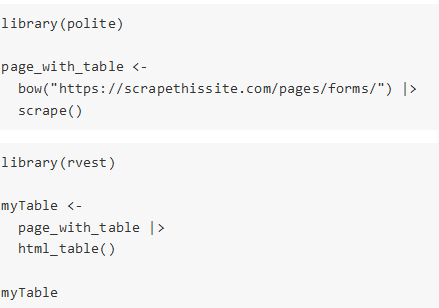 library(polite)
page_with_table <-
bow("https://scrapethissite.com/pages/forms/") |>
scrape()
library(rvest)
myTable <-
page_with_table |>
html_table()
myTable